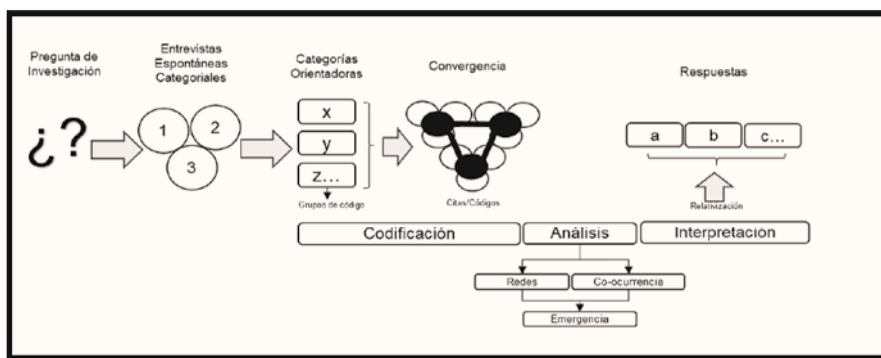 Pregunta de
Investigación
Entrevistas
Espontáneas
Categoriales
Categorías
Orientadoras
Convergencia
Respuestas
¿?
1
2
3
x
y
z...
Grupos de código
Citas/Códigos
a
b
c...
Relativización
Codificación
Análisis
Interpretación
Redes
Co-ocurrencia
Emergencia